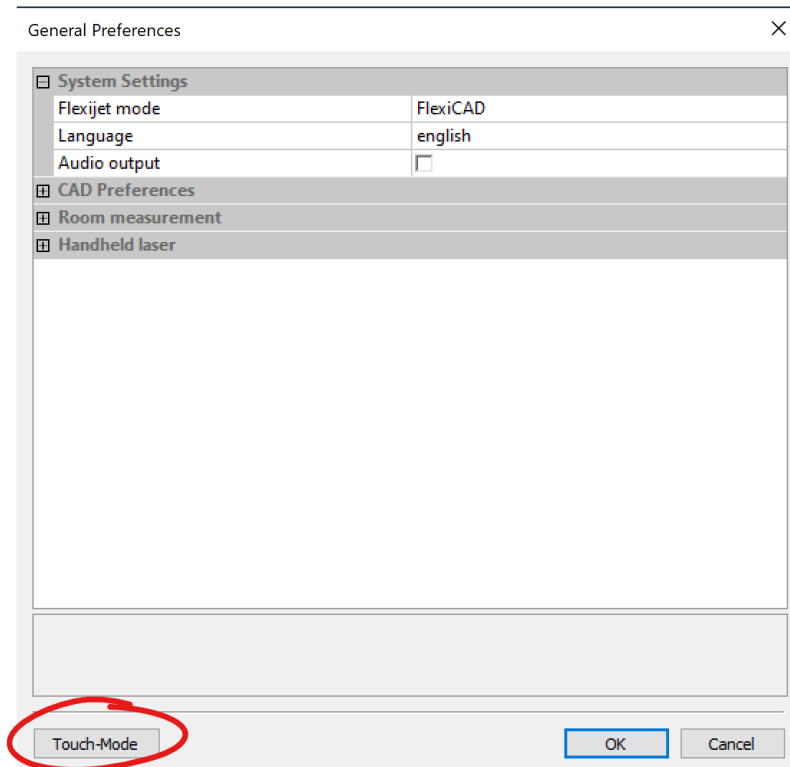 General Preferences
System Settings
Flexijet mode FlexiCAD
Language english
Audio output
CAD Preferences
Room measurement
Handheld laser
Touch-Mode OK Cancel